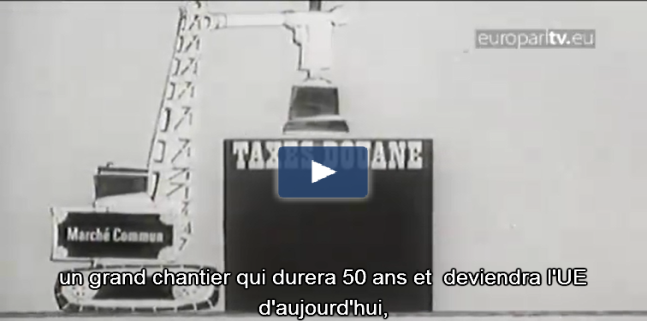 europarltv.eu
TAXES DOUANE
Marché Commun
un grand chantier qui durera 50 ans et  deviendra l'UE
d'aujourd'hui,